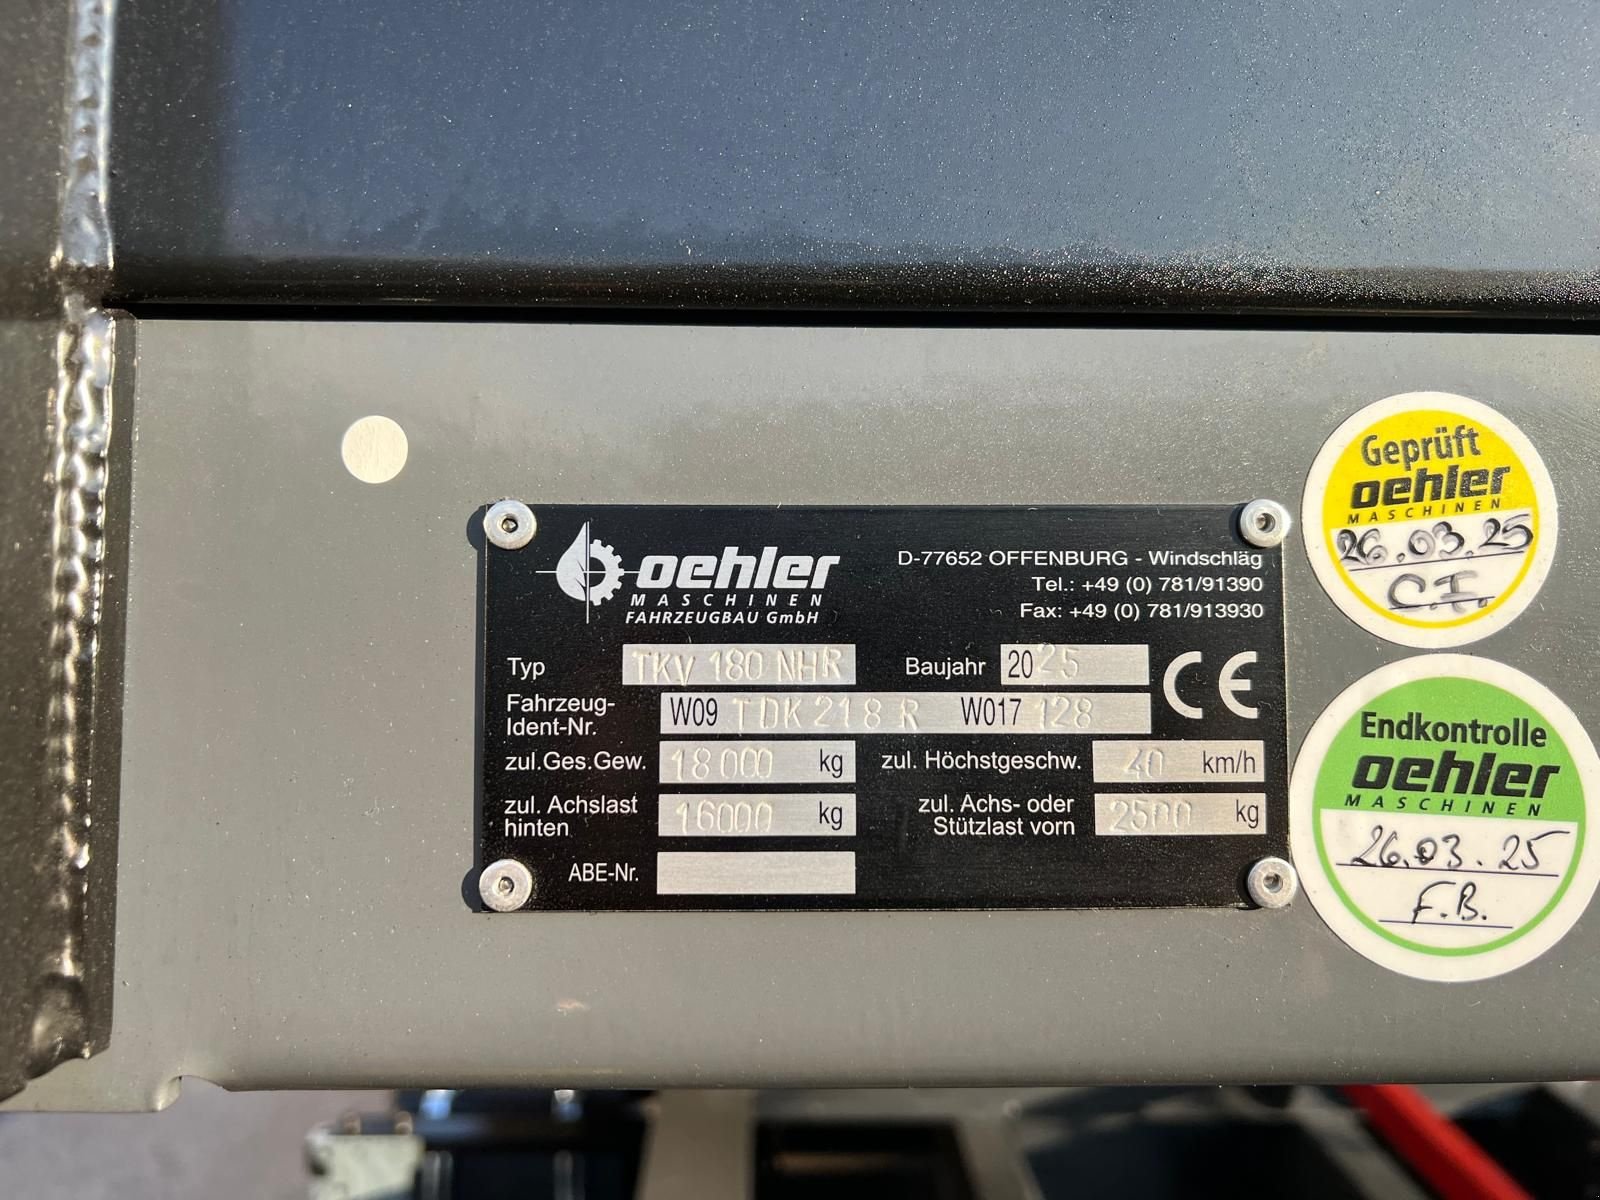 oehler
MASCHINEN
FAHRZEUGBAU GmbH
D-77652 OFFENBURG - Windschläg
Tel.: +49 (0) 781/91390
Fax: +49 (0) 781/913930
Typ TKV 180 NHR Baujahr 2025
Fahrzeug-
Ident-Nr. W09 TDK218 R W017 128
CE
zul.Ges.Gew. 18000 kg zul. Höchstgeschw. 40 km/h
zul. Achslast
hinten 16000 kg
zul. Achs- oder
Stützlast vorn 2500 kg
ABE-Nr.
Geprüft
oehler
MASCHINEN
26.03.25
C.I.
Endkontrolle
oehler
MASCHINEN
26.03.25
F.B.